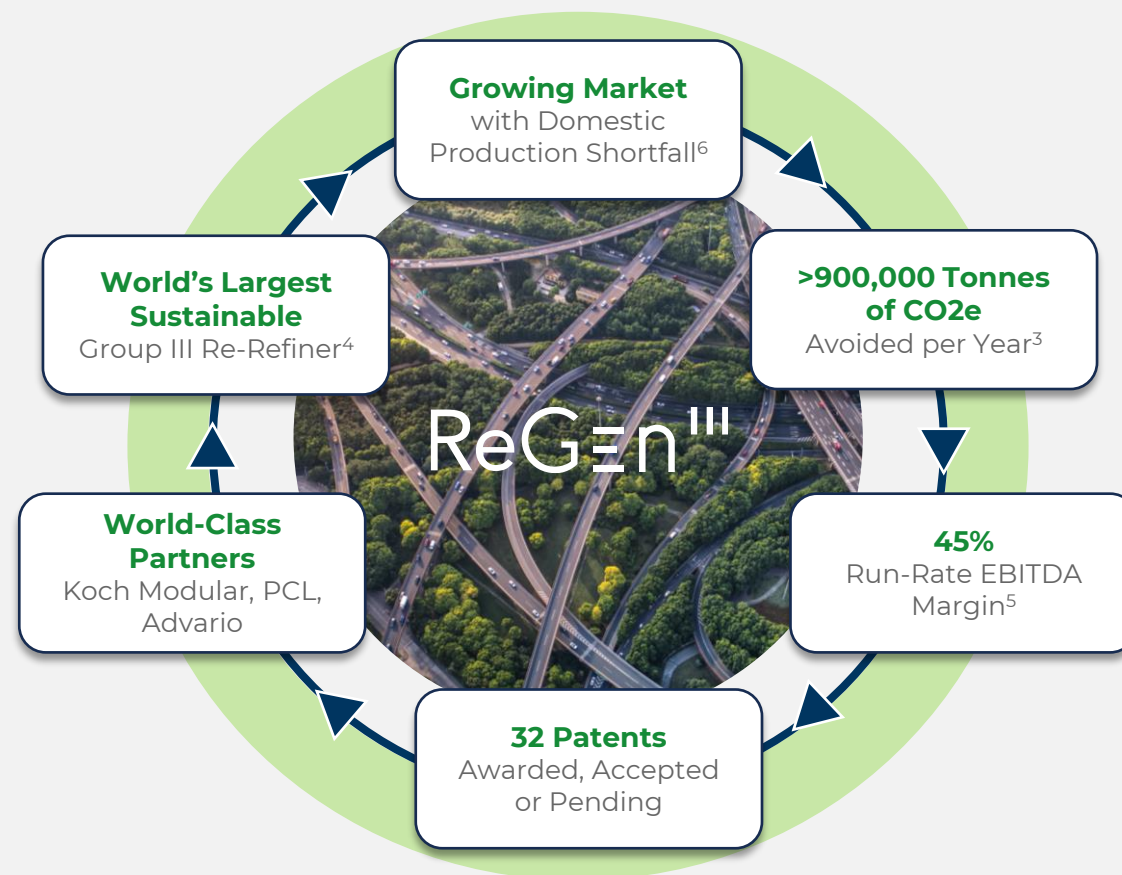 Growing Market
with Domestic
Production Shortfall⁶
World’s Largest
Sustainable
Group III Re-Refiner⁴
>900,000 Tonnes
of CO2e
Avoided per Year³
ReGen III
World-Class
Partners
Koch Modular, PCL,
Advario
45%
Run-Rate EBITDA
Margin⁵
32 Patents
Awarded, Accepted
or Pending